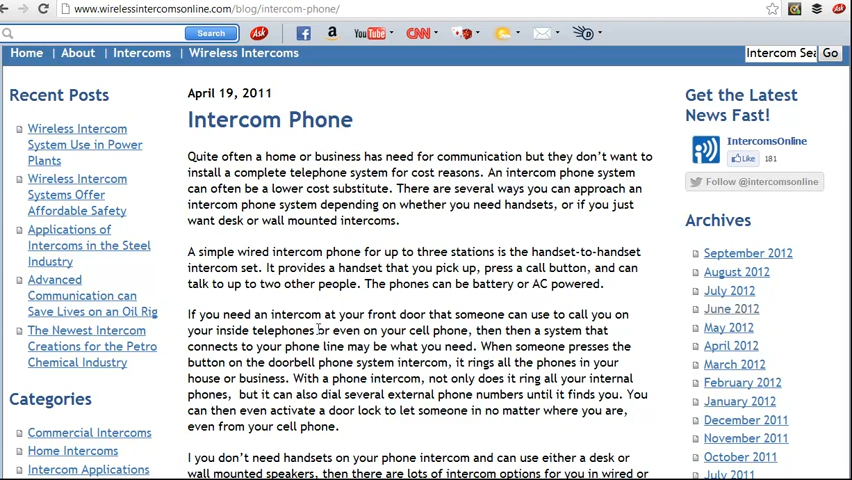 www.wirelessintercomsonline.com/blog/intercom-phone/
Search
Ask
f
a
YouTube
CNN
Home
About
Intercoms
Wireless Intercoms
Intercom Sea
Go
Recent Posts
Wireless Intercom
System Use in Power
Plants
Wireless Intercom
Systems Offer
Affordable Safety
Applications of
Intercoms in the Steel
Industry
Advanced
Communication can
Save Lives on an Oil Rig
The Newest Intercom
Creations for the Petro
Chemical Industry
Categories
Commercial Intercoms
Home Intercoms
Intercom Applications
April 19, 2011
Intercom Phone
Quite often a home or business has need for communication but they don't want to
install a complete telephone system for cost reasons. An intercom phone system
can often be a lower cost substitute. There are several ways you can approach an
intercom phone system depending on whether you need handsets, or if you just
want desk or wall mounted intercoms.
A simple wired intercom phone for up to three stations is the handset-to-handset
intercom set. It provides a handset that you pick up, press a call button, and can
talk to up to two other people. The phones can be battery or AC powered.
If you need an intercom at your front door that someone can use to call you on
your inside telephones or even on your cell phone, then then a system that
connects to your phone line may be what you need. When someone presses the
button on the doorbell phone system intercom, it rings all the phones in your
house or business. With a phone intercom, not only does it ring all your internal
phones, but it can also dial several external phone numbers until it finds you. You
can then even activate a door lock to let someone in no matter where you are,
even from your cell phone.
I you don't need handsets on your phone intercom and can use either a desk or
wall mounted speakers, then there are lots of intercom options for you in wired or
Get the Latest
News Fast!
IntercomsOnline
Like 181
Follow @intercomsonline
Archives
September 2012
August 2012
July 2012
June 2012
May 2012
April 2012
March 2012
February 2012
January 2012
December 2011
November 2011
October 2011
July 2011